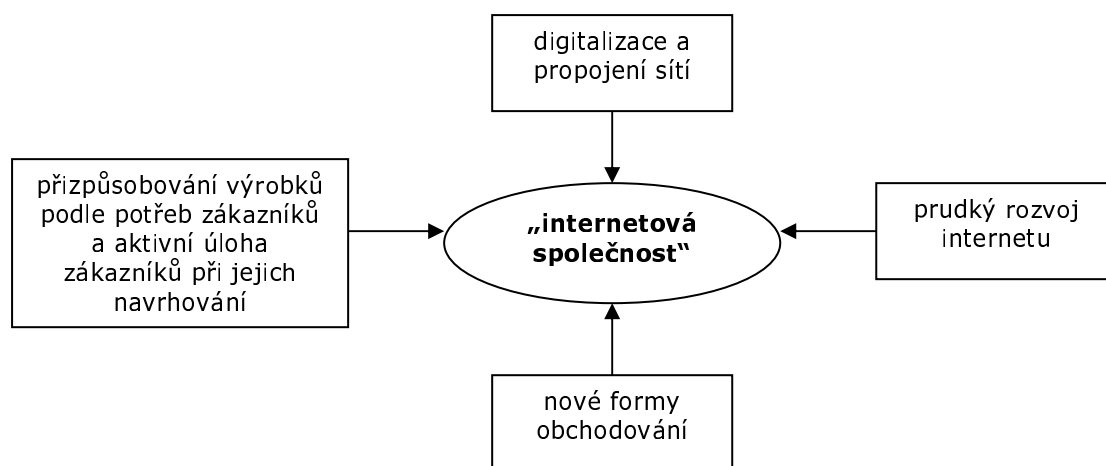 digitalizace a
propojení sítí
přizpůsobování výrobků
podle potřeb zákazníků
a aktivní úloha
zákazníků při jejich
navrhování
„internetová
společnost“
prudký rozvoj
internetu
nové formy
obchodování